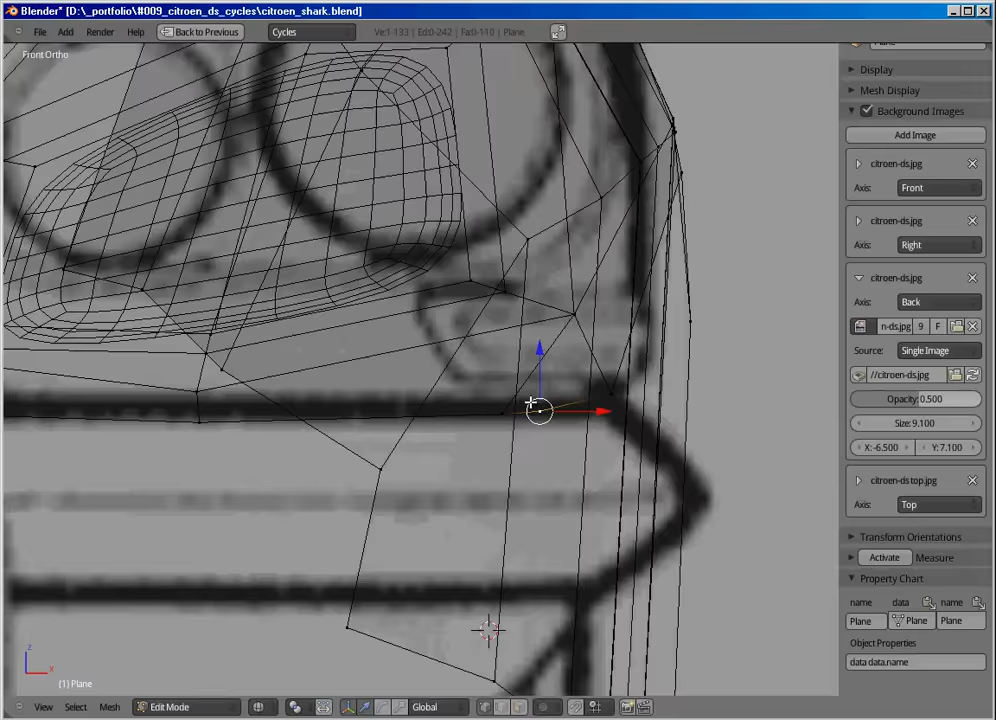 Blender* [D:\_portfolio\#009_citroen_ds_cycles\citroen_shark.blend]
File Add Render Help Back to Previous Cycles Ve:1-133 | Ed:0-242 | Fa:0-110 | Plane
Front Ortho
Display
Mesh Display
Background Images
Add Image
citroen-ds.jpg
Axis: Front
citroen-ds.jpg
Axis: Right
citroen-ds.jpg
Axis: Back
n-ds.jpg 9 F
Source: Single Image
//citroen-ds.jpg
Opacity: 0.500
Size: 9.100
X: -6.500 Y: 7.100
citroen-ds top.jpg
Axis: Top
Transform Orientations
Activate Measure
Property Chart
name data name
Plane Plane Plane
Object Properties
data data.name
z
x
(1) Plane
View Select Mesh Edit Mode Global